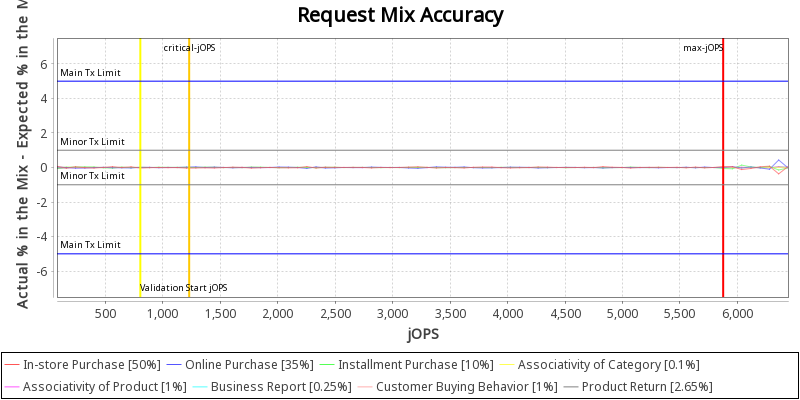 Request Mix Accuracy
Actual % in the Mix - Expected % in the M
critical-jOPS
max-jOPS
6
Main Tx Limit
4
2
Minor Tx Limit
0
Minor Tx Limit
-2
-4
Main Tx Limit
-6
Validation Start jOPS
500 1,000 1,500 2,000 2,500 3,000 3,500 4,000 4,500 5,000 5,500 6,000
jOPS
In-store Purchase [50%] Online Purchase [35%] Installment Purchase [10%] Associativity of Category [0.1%]
Associativity of Product [1%] Business Report [0.25%] Customer Buying Behavior [1%] Product Return [2.65%]